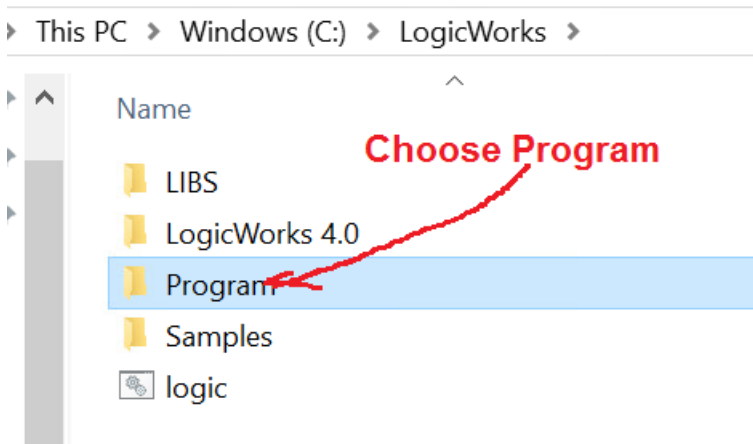 This PC > Windows (C:) > LogicWorks >
Name
Choose Program
LIBS
LogicWorks 4.0
Program
Samples
logic